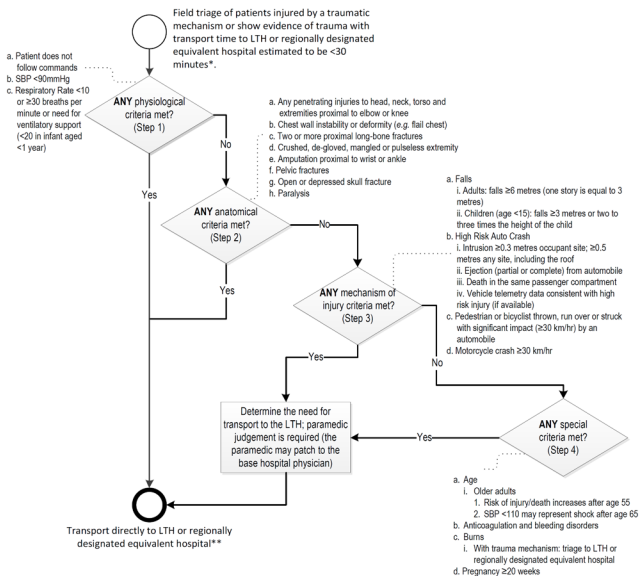 Field triage of patients injured by a traumatic
mechanism or show evidence of trauma with
transport time to LTH or regionally designated
equivalent hospital estimated to be <30
minutes*.
a. Patient does not
follow commands
b. SBP <90mmHg
c. Respiratory Rate <10
or ≥30 breaths per
minute or need for
ventilatory support
(<20 in infant aged
<1 year)
ANY physiological
criteria met?
(Step 1)
No
Yes
a. Any penetrating injuries to head, neck, torso and
extremities proximal to elbow or knee
b. Chest wall instability or deformity (e.g. flail chest)
c. Two or more proximal long-bone fractures
d. Crushed, de-gloved, mangled or pulseless extremity
e. Amputation proximal to wrist or ankle
f. Pelvic fractures
g. Open or depressed skull fracture
h. Paralysis
ANY anatomical
criteria met?
(Step 2)
No
Yes
a. Falls
i. Adults: falls ≥6 metres (one story is equal to 3
metres)
ii. Children (age <15): falls ≥3 metres or two to
three times the height of the child
b. High Risk Auto Crash
i. Intrusion ≥0.3 metres occupant site; ≥0.5
metres any site, including the roof
ii. Ejection (partial or complete) from automobile
iii. Death in the same passenger compartment
iv. Vehicle telemetry data consistent with high
risk injury (if available)
c. Pedestrian or bicyclist thrown, run over or struck
with significant impact (≥30 km/hr) by an
automobile
d. Motorcycle crash ≥30 km/hr
ANY mechanism of
injury criteria met?
(Step 3)
Yes
No
Determine the need for
transport to the LTH; paramedic
judgement is required (the
paramedic may patch to the
base hospital physician)
Yes
ANY special
criteria met?
(Step 4)
a. Age
i. Older adults
1. Risk of injury/death increases after age 55
2. SBP <110 may represent shock after age 65
b. Anticoagulation and bleeding disorders
c. Burns
i. With trauma mechanism: triage to LTH or
regionally designated equivalent hospital
d. Pregnancy ≥20 weeks
Transport directly to LTH or regionally
designated equivalent hospital**